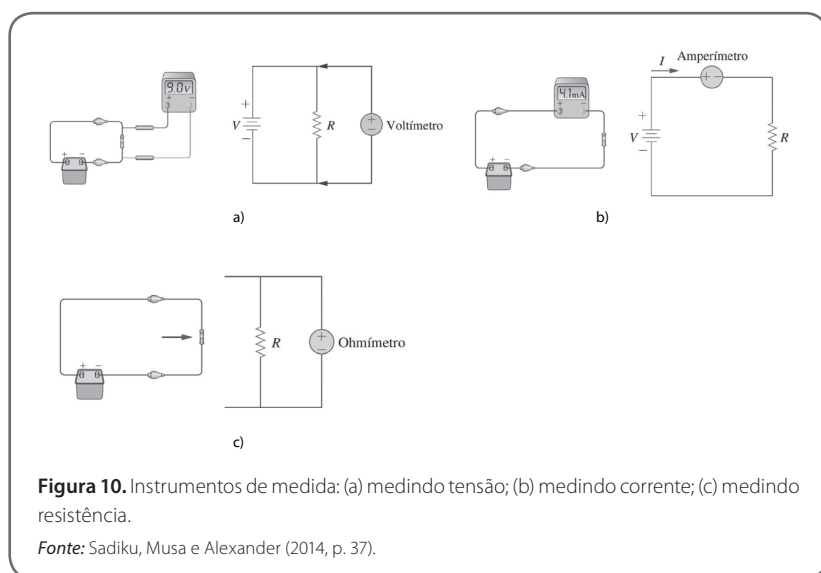 9.0V
+ −
+ −
+
V
−
R
+
−
Voltímetro
a)
4.1mA
+ −
+ −
I
Amperímetro
+ −
+
V
−
R
b)
+ −
R
+
−
Ohmímetro
c)
Figura 10. Instrumentos de medida: (a) medindo tensão; (b) medindo corrente; (c) medindo
resistência.
Fonte: Sadiku, Musa e Alexander (2014, p. 37).